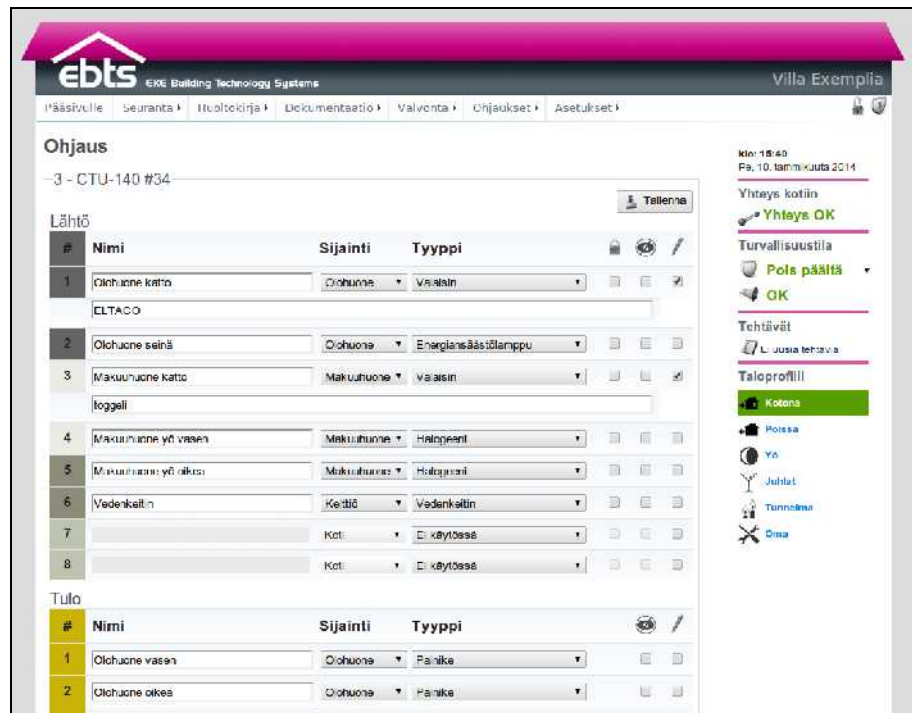 ebts EKE Building Technology Systems
Villa Exemplia
Pääsivulle Seuranta Huoltokirja Dokumentaatio Valvonta Ohjaukset Asetukset
Ohjaus
3 - CTU-140 #34
Tallenna
Lähtö
# Nimi Sijainti Tyyppi
1 Olohuone katto Olohuone Valaisin
ELTACO
2 Olohuone seinä Olohuone Energiansäästölamppu
3 Makuuhuone katto Makuuhuone Valaisin
toggeli
4 Makuuhuone yö vasen Makuuhuone Halogeeni
5 Makuuhuone yö oikea Makuuhuone Halogeeni
6 Vedenkeitin Keittiö Vedenkeitin
7 Koti Ei käytössä
8 Koti Ei käytössä
Tulo
# Nimi Sijainti Tyyppi
1 Olohuone vasen Olohuone Painike
2 Olohuone oikea Olohuone Painike
klo: 15:40
Pe, 10. tammikuuta 2014
Yhteys kotiin
Yhteys OK
Turvallisuustila
Pois päältä
OK
Tehtävät
Ei uusia tehtäviä
Taloprofiili
Kotona
Poissa
Yö
Juhlat
Tunnelma
Oma